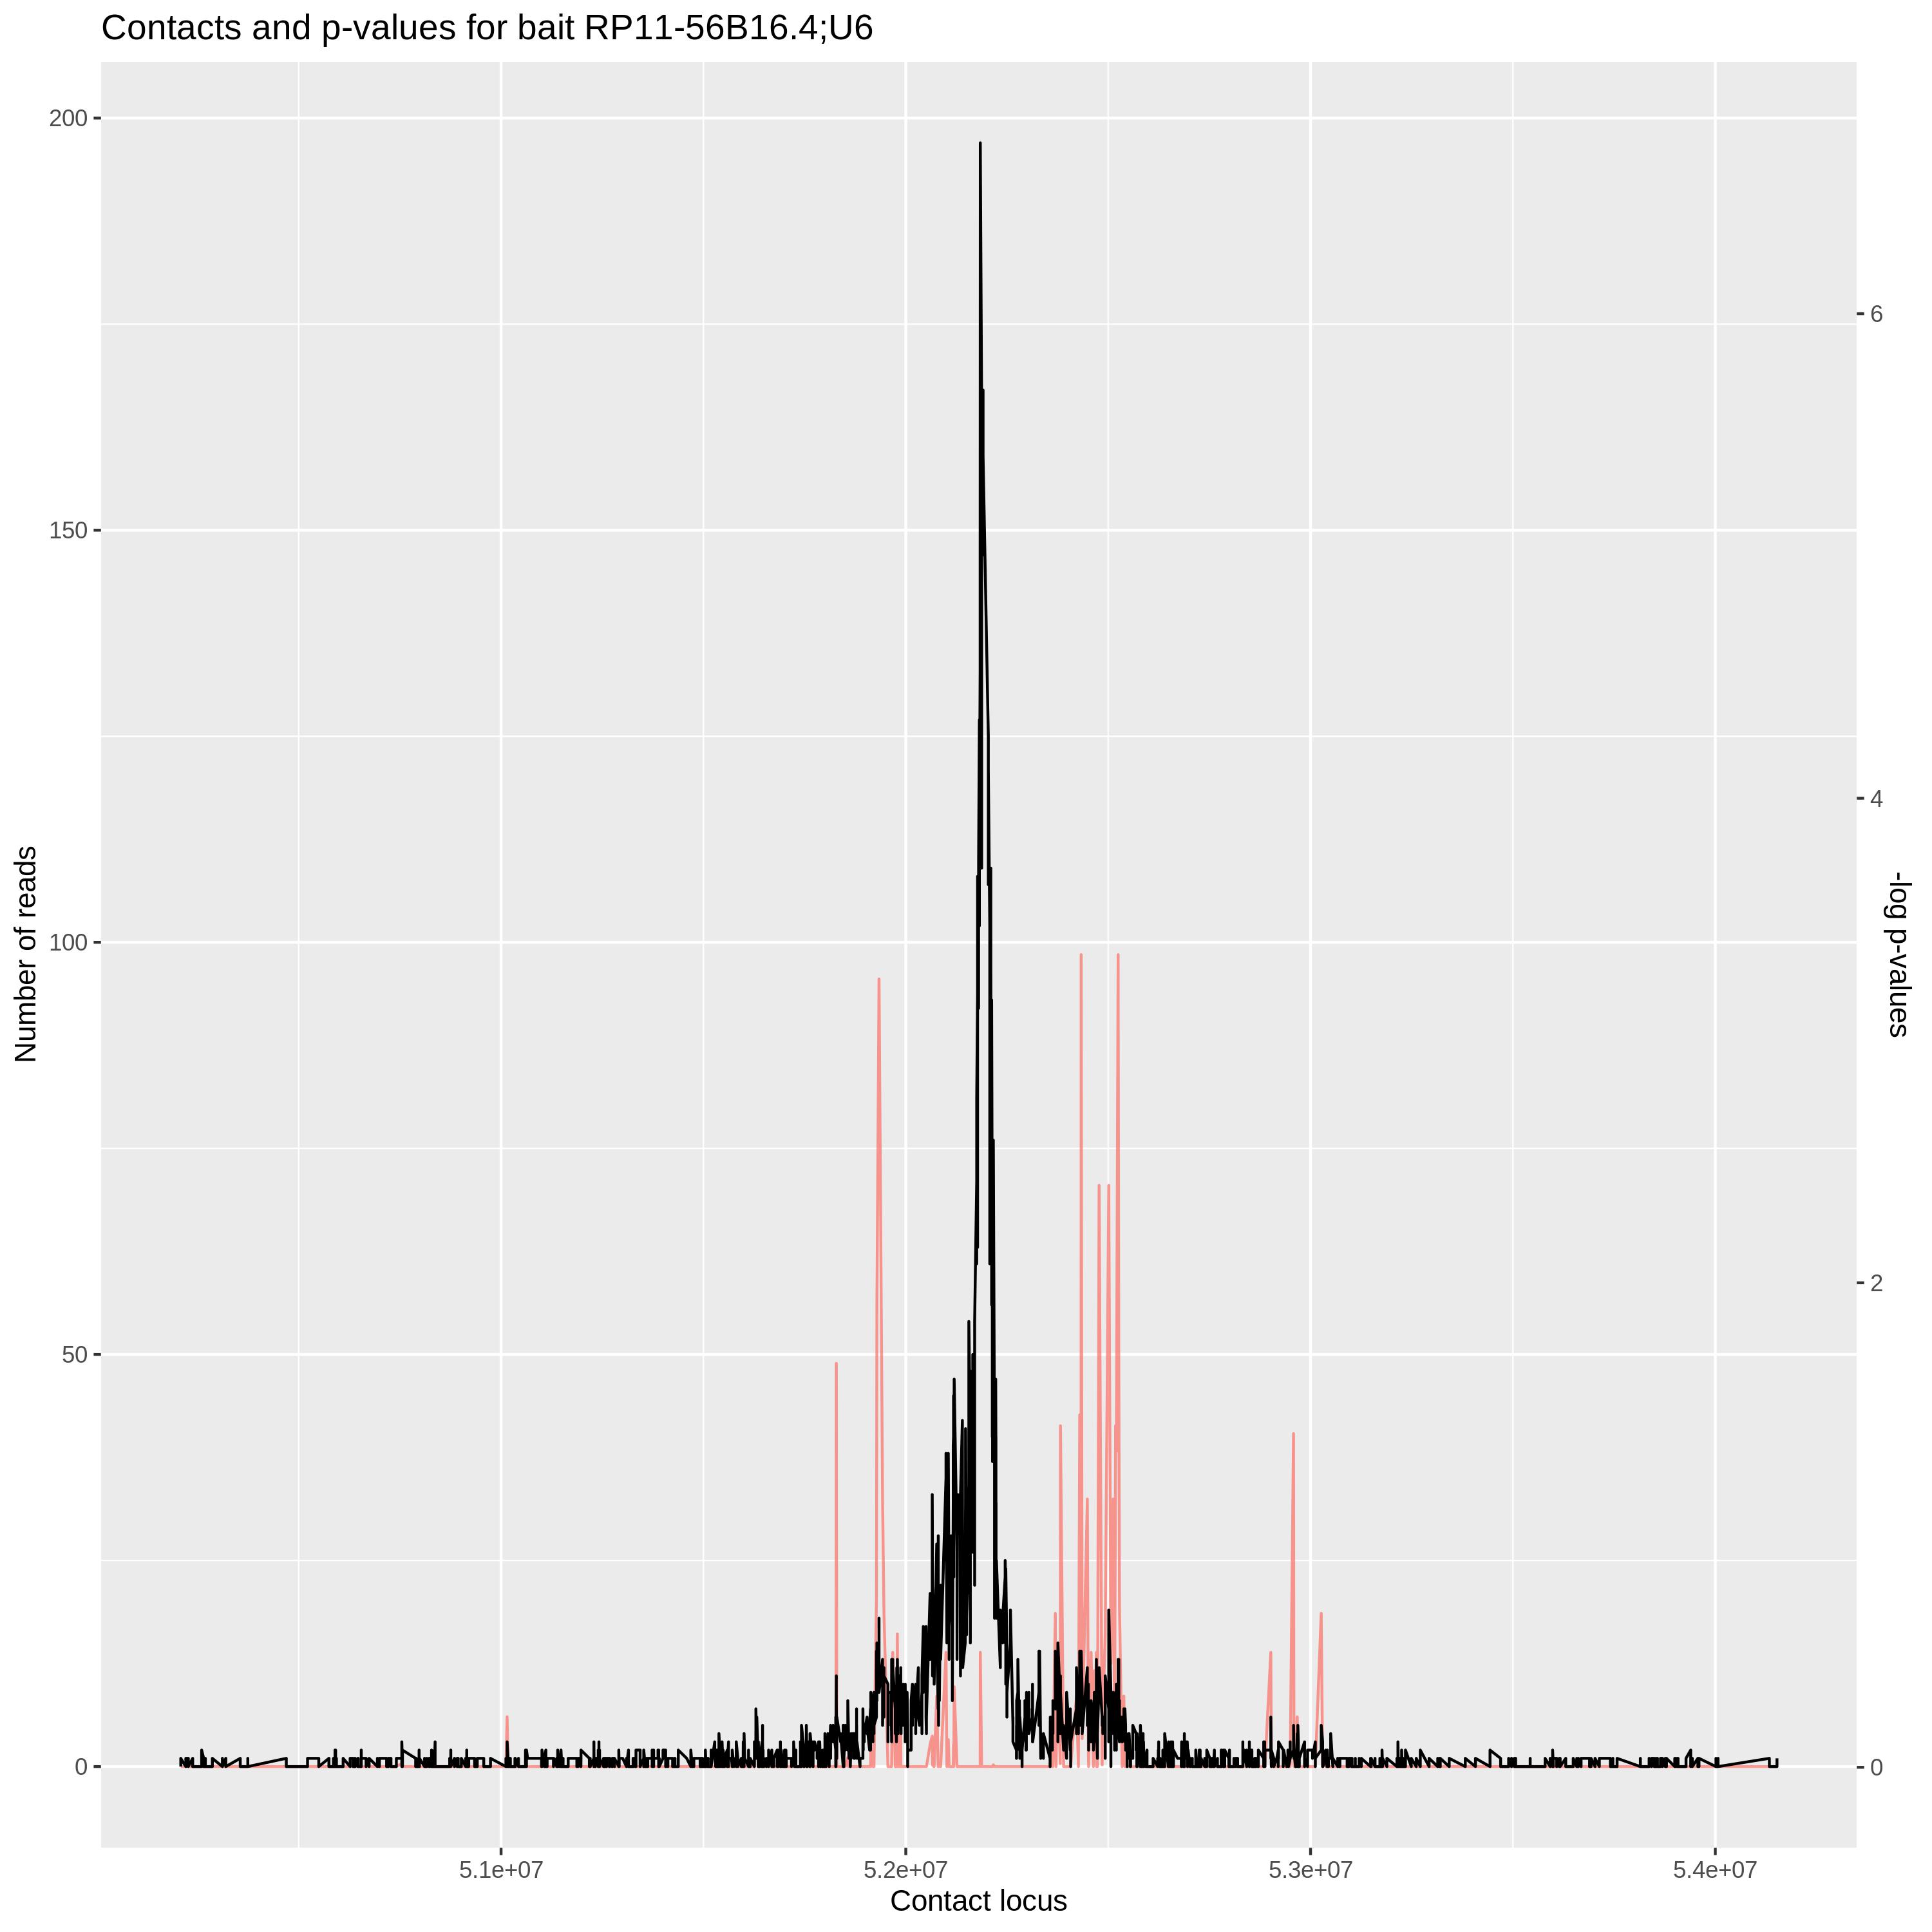 Contacts and p-values for bait RP11-56B16.4;U6
200
150
100
50
0
Number of reads
6
4
2
0
-log p-values
5.1e+07
5.2e+07
5.3e+07
5.4e+07
Contact locus